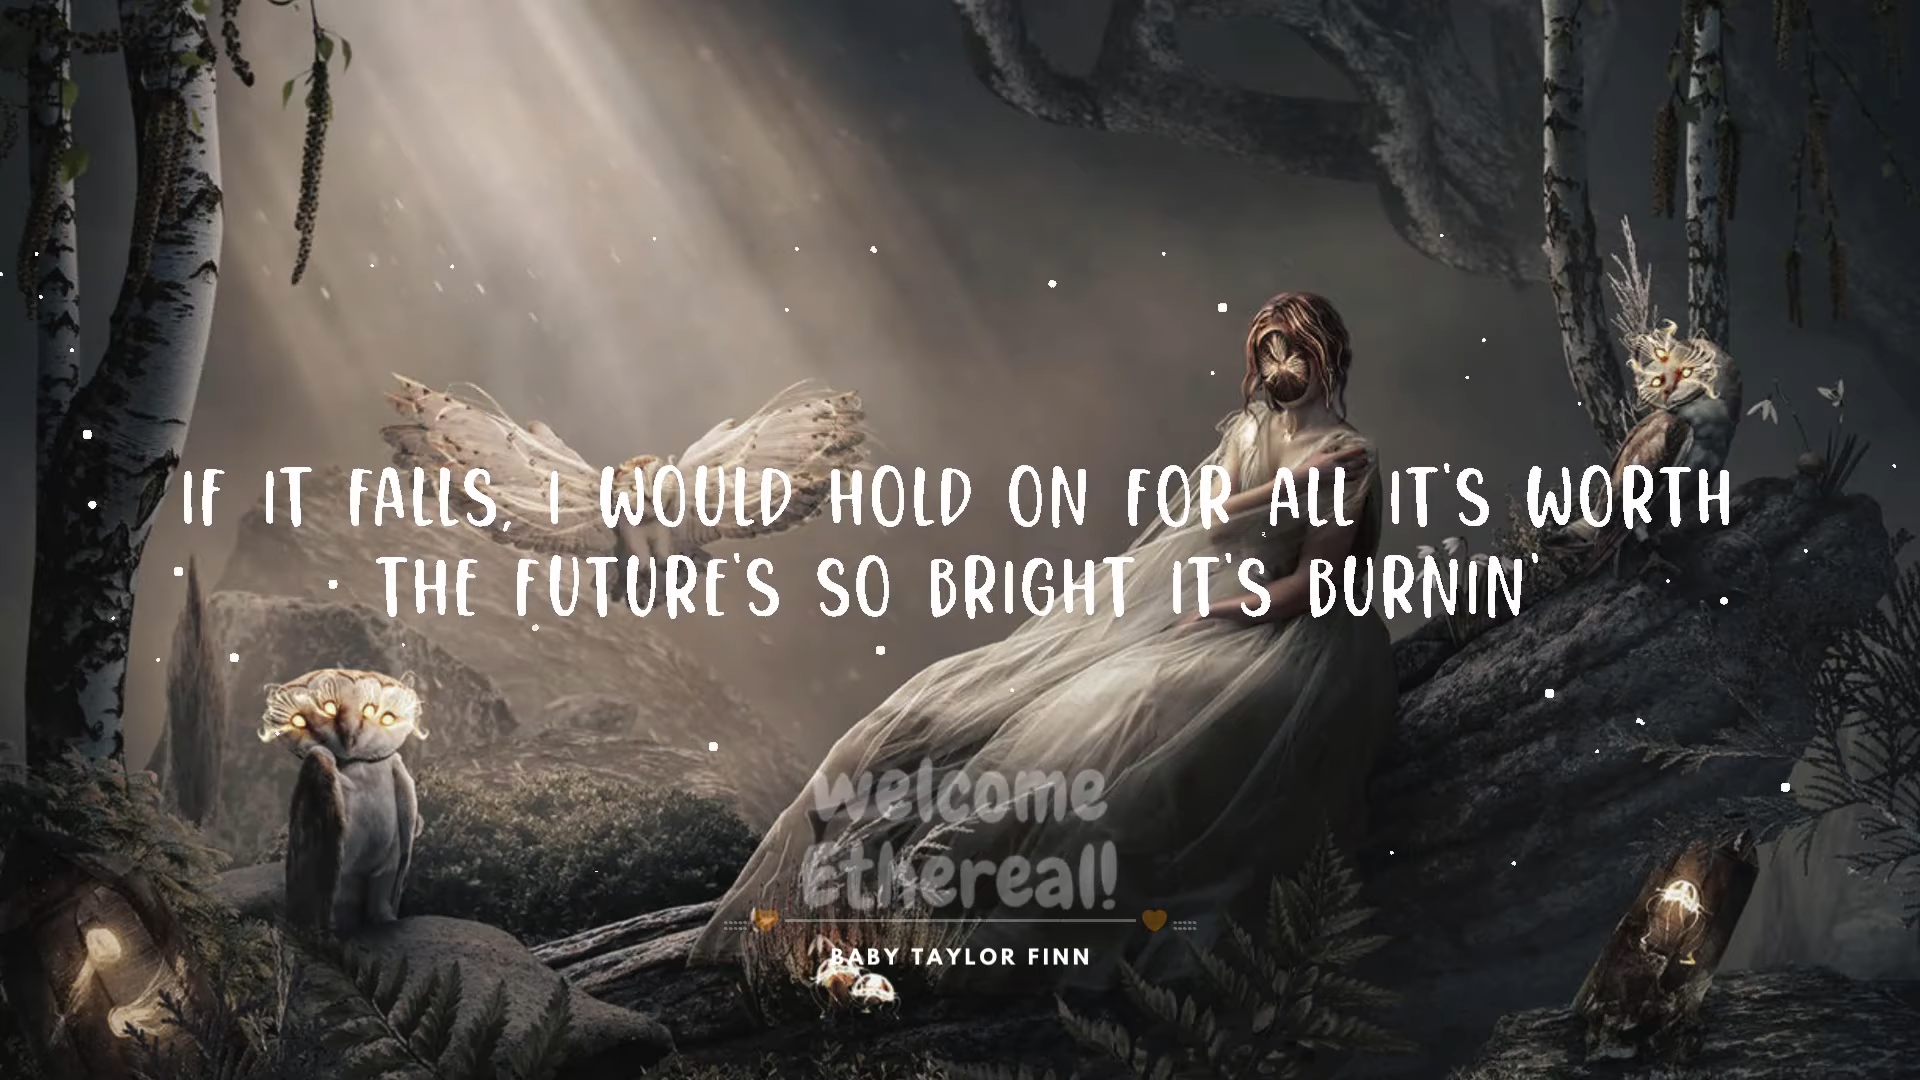 IF IT FALLS, I WOULD HOLD ON FOR ALL IT'S WORTH
THE FUTURE'S SO BRIGHT IT'S BURNIN'
welcome
Ethereal!
BABY TAYLOR FINN